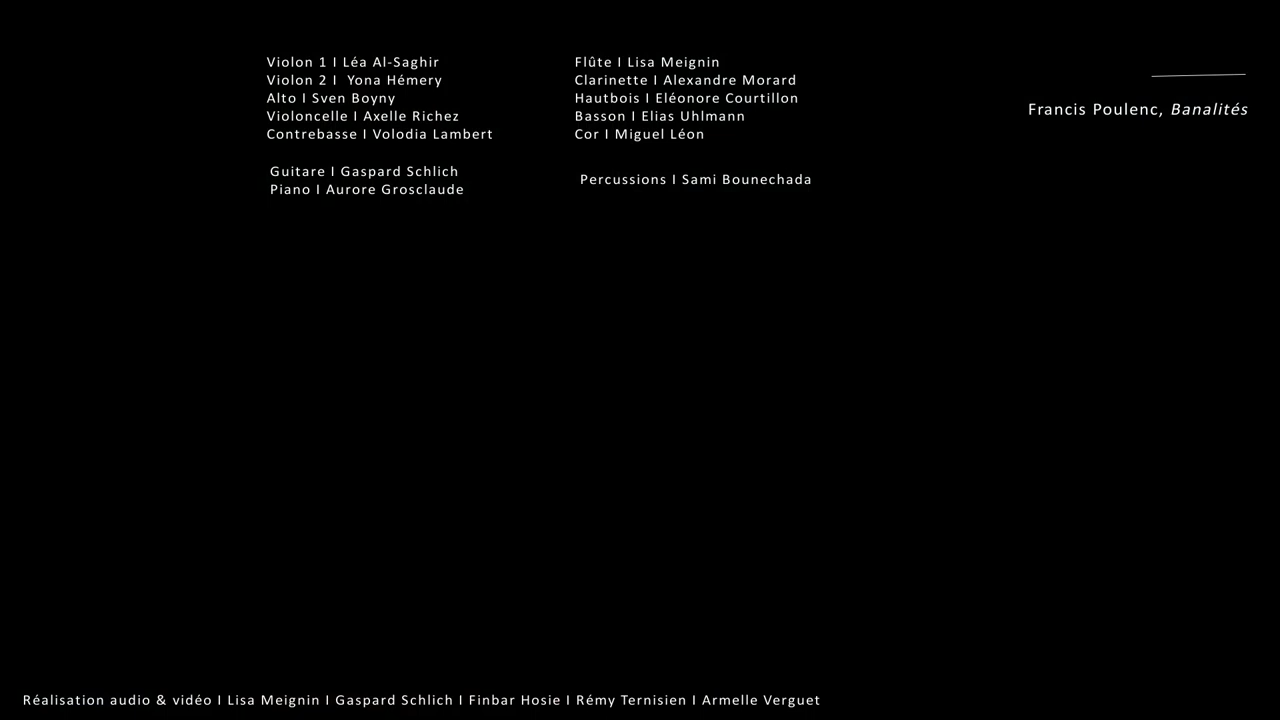 Violon 1 I Léa Al-Saghir
Violon 2 I  Yona Hémery
Alto I Sven Boyny
Violoncelle I Axelle Richez
Contrebasse I Volodia Lambert
Guitare I Gaspard Schlich
Piano I Aurore Grosclaude
Flûte I Lisa Meignin
Clarinette I Alexandre Morard
Hautbois I Eléonore Courtillon
Basson I Elias Uhlmann
Cor I Miguel Léon
Percussions I Sami Bounechada
Francis Poulenc, Banalités
Réalisation audio & vidéo I Lisa Meignin I Gaspard Schlich I Finbar Hosie I Rémy Ternisien I Armelle Verguet